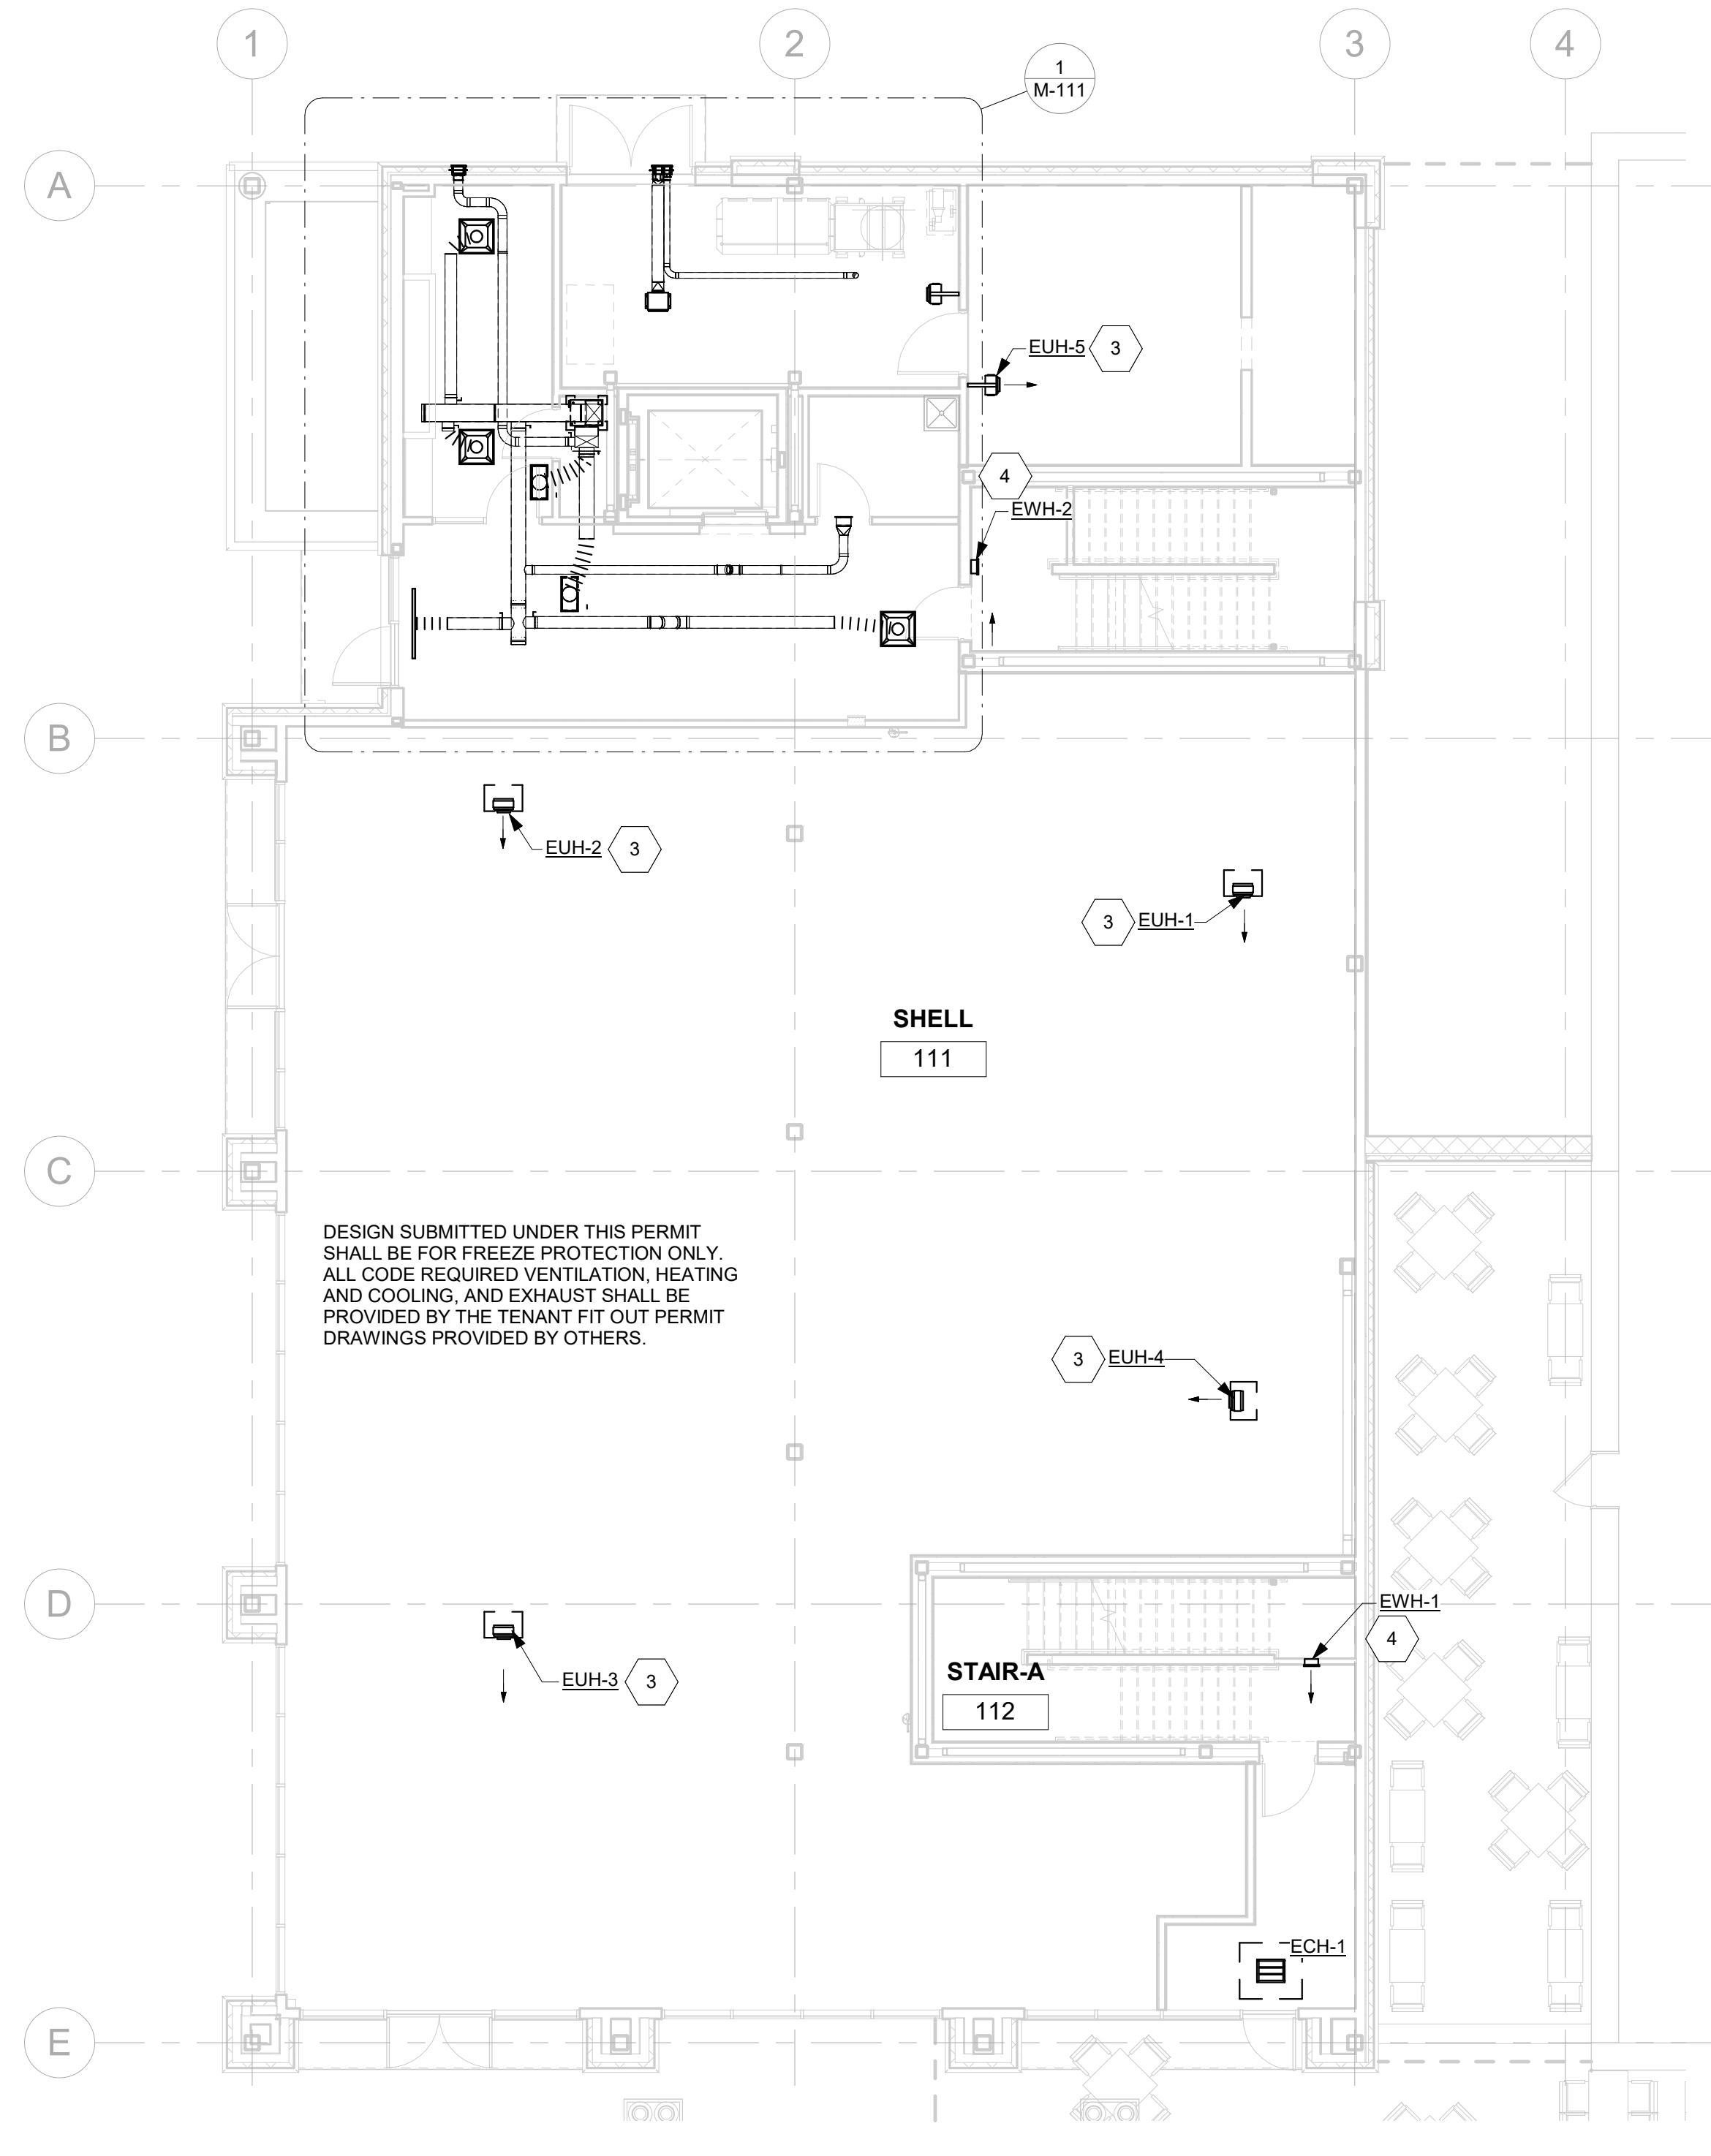 1
2
3
4
1
M-111
A
EUH-5
3
4
EWH-2
B
EUH-2
3
3
EUH-1
SHELL
111
C
DESIGN SUBMITTED UNDER THIS PERMIT
SHALL BE FOR FREEZE PROTECTION ONLY.
ALL CODE REQUIRED VENTILATION, HEATING
AND COOLING, AND EXHAUST SHALL BE
PROVIDED BY THE TENANT FIT OUT PERMIT
DRAWINGS PROVIDED BY OTHERS.
3
EUH-4
D
EWH-1
4
EUH-3
3
STAIR-A
112
ECH-1
E